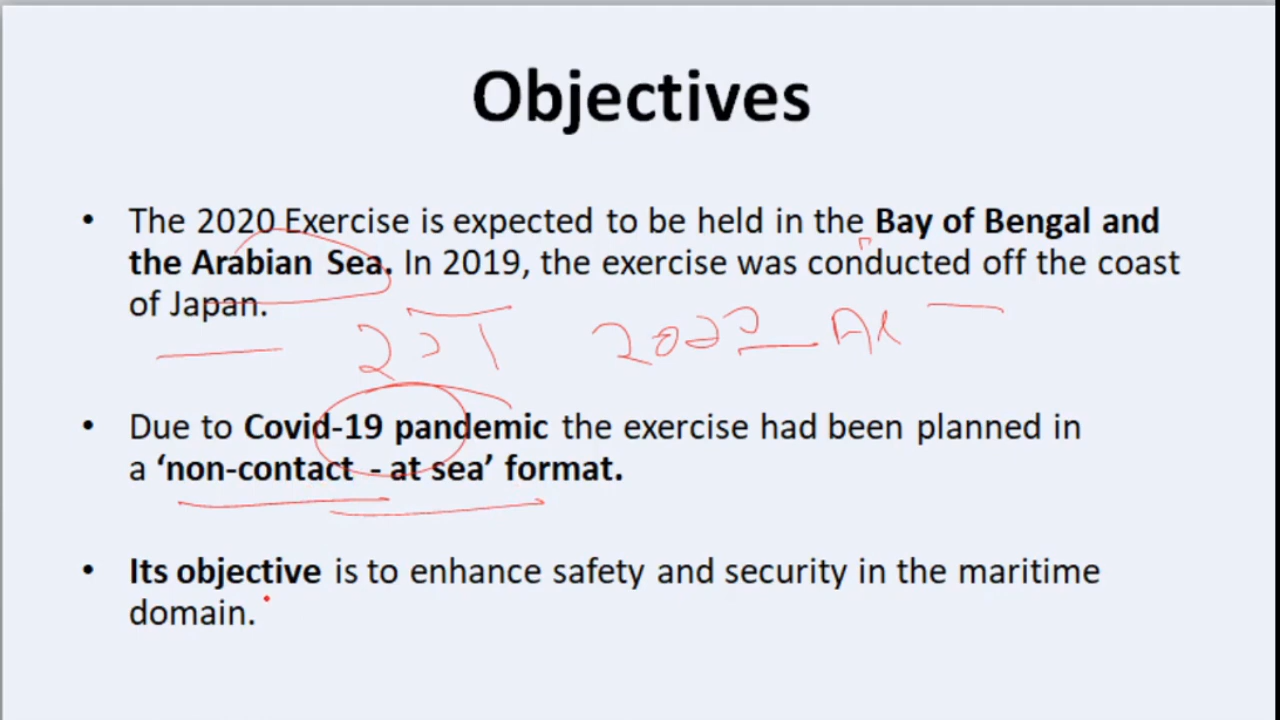 Objectives
• The 2020 Exercise is expected to be held in the Bay of Bengal and
the Arabian Sea. In 2019, the exercise was conducted off the coast
of Japan.
2022
• Due to Covid-19 pandemic the exercise had been planned in
a ‘non-contact - at sea’ format.
• Its objective is to enhance safety and security in the maritime
domain.